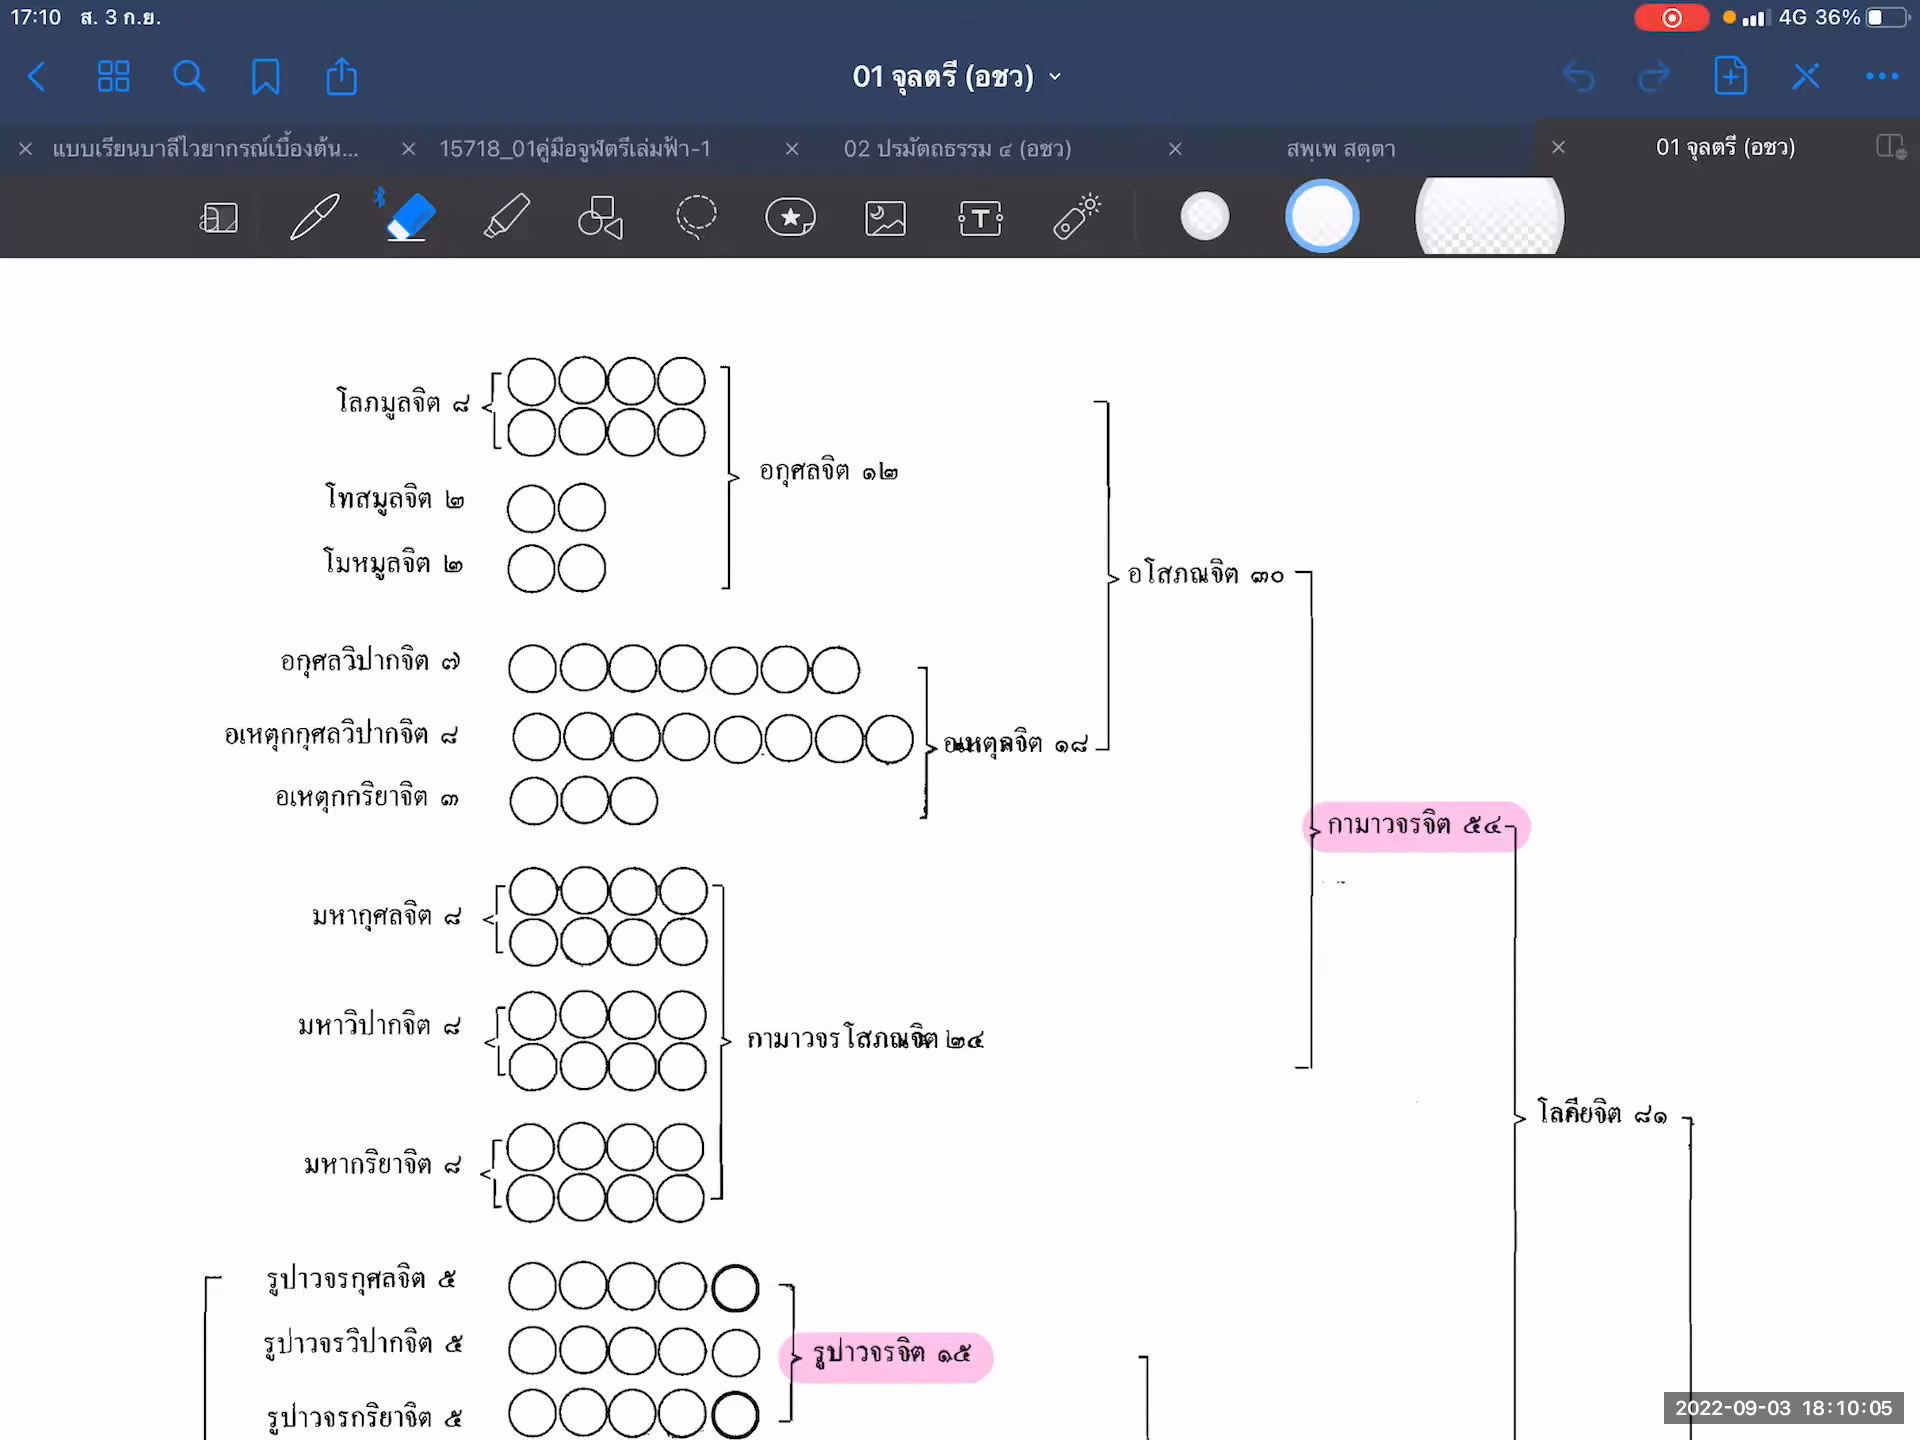 17:10 ส. 3 ก.ย.
4G 36%
01 จุลตรี (อชว)
แบบเรียนบาลีไวยากรณ์เบื้องต้น...
15718_01คู่มือจูฬตรีเล่มฟ้า-1
02 ปรมัตถธรรม ๔ (อชว)
สพฺเพ สตฺตา
01 จุลตรี (อชว)
โลภมูลจิต ๘
อกุศลจิต ๑๒
โทสมูลจิต ๒
โมหมูลจิต ๒
อโสภณจิต ๓๐
อกุศลวิปากจิต ๗
อเหตุกกุศลวิปากจิต ๘
อเหตุกจิต ๑๘
อเหตุกกริยาจิต ๓
กามาวจรจิต ๕๔
มหากุศลจิต ๘
มหาวิปากจิต ๘
กามาวจรโสภณจิต ๒๔
โลกียจิต ๘๑
มหากริยาจิต ๘
รูปาวจรกุศลจิต ๕
รูปาวจรวิปากจิต ๕
รูปาวจรจิต ๑๕
รูปาวจรกริยาจิต ๕
2022-09-03 18:10:05